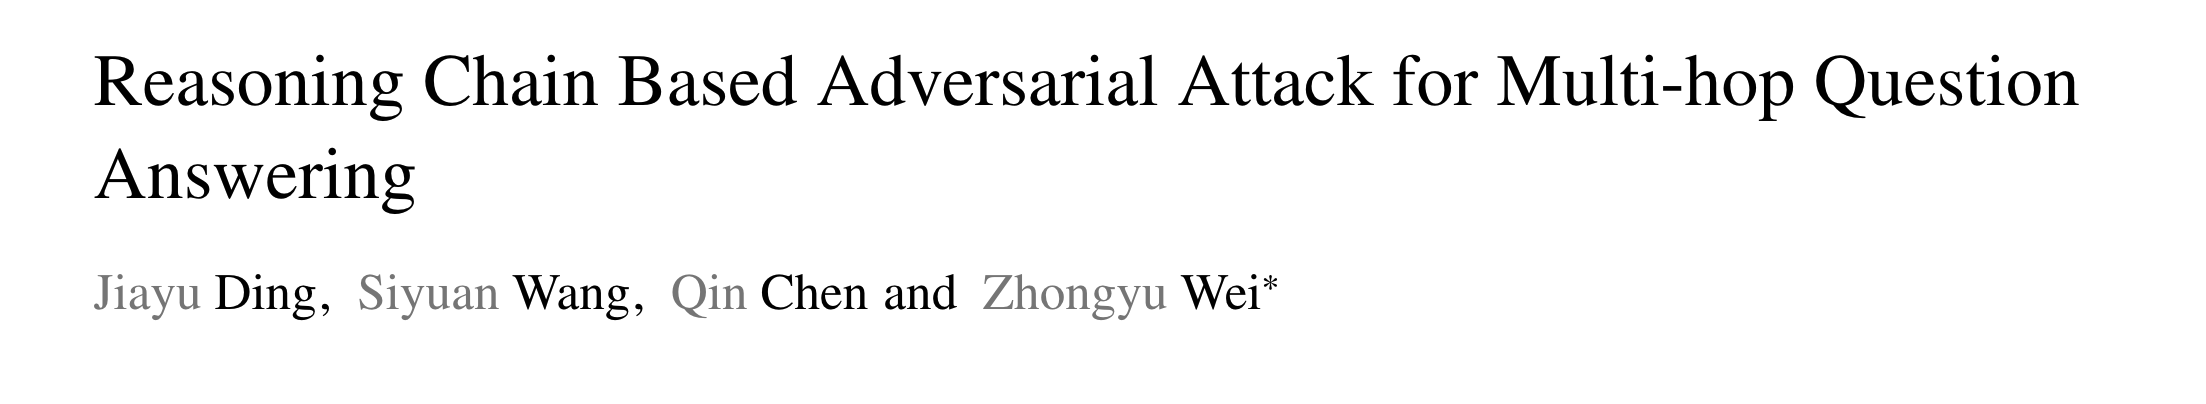 Reasoning Chain Based Adversarial Attack for Multi-hop Question
Answering
Jiayu Ding, Siyuan Wang, Qin Chen and Zhongyu Wei*